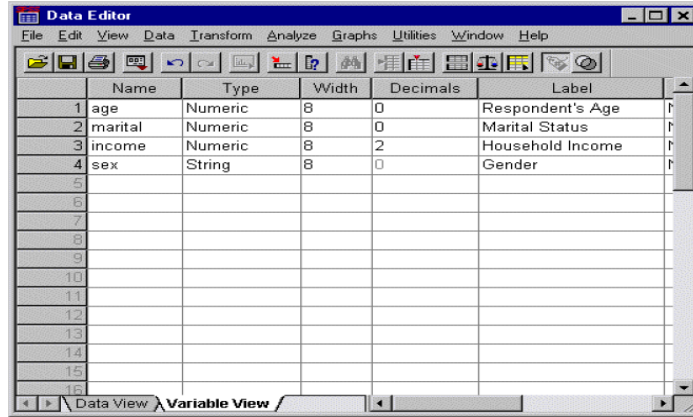 Data Editor
File Edit View Data Transform Analyze Graphs Utilities Window Help
Name Type Width Decimals Label
1 age Numeric 8 0 Respondent's Age
2 marital Numeric 8 0 Marital Status
3 income Numeric 8 2 Household Income
4 sex String 8 0 Gender
5
6
7
8
9
10
11
12
13
14
15
16
Data View Variable View